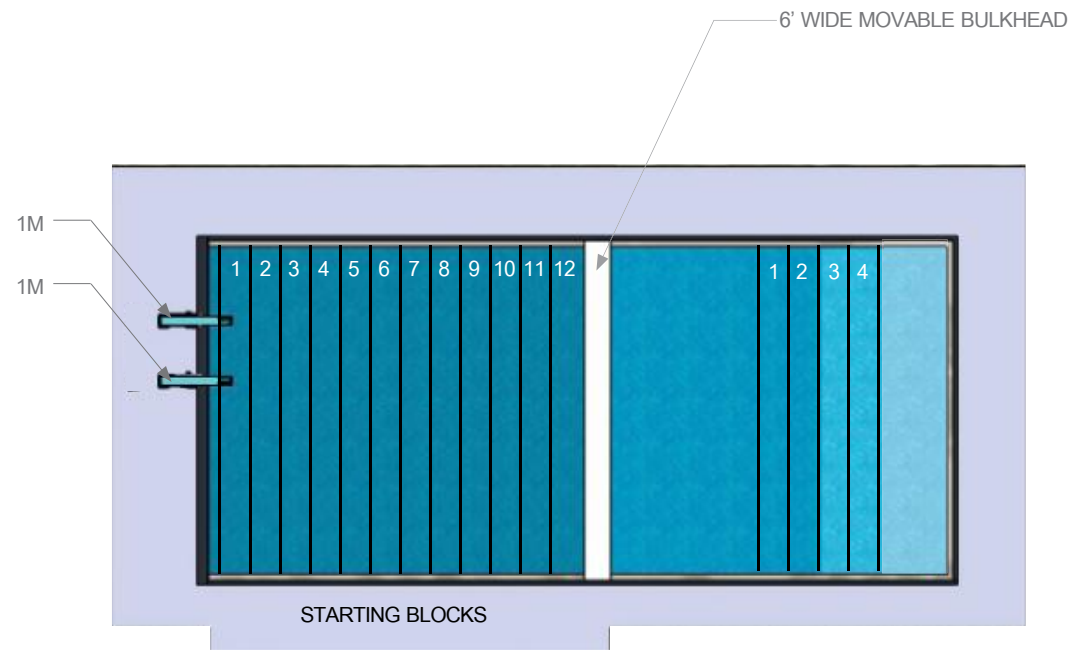 6' WIDE MOVABLE BULKHEAD
1M
1M
1 2 3 4 5 6 7 8 9 10 11 12
1 2 3 4
STARTING BLOCKS